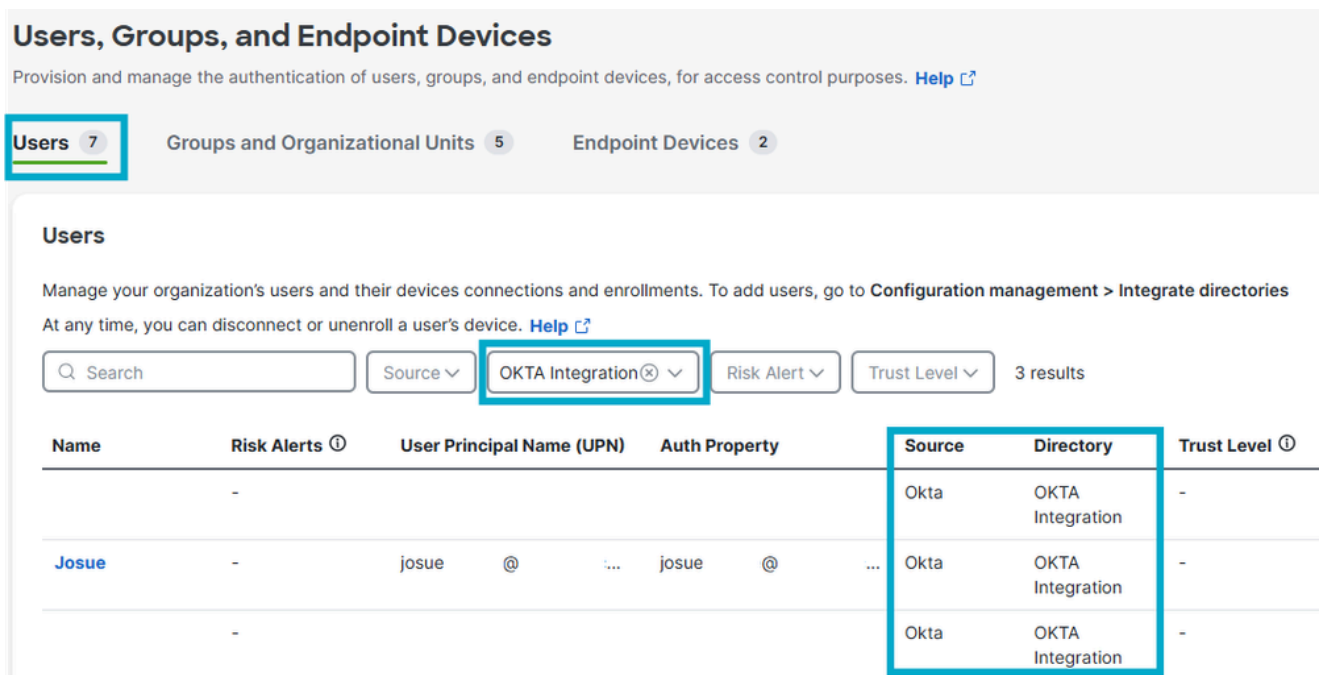 Users, Groups, and Endpoint Devices
Provision and manage the authentication of users, groups, and endpoint devices, for access control purposes. Help
Users 7 Groups and Organizational Units 5 Endpoint Devices 2
Users
Manage your organization's users and their devices connections and enrollments. To add users, go to Configuration management > Integrate directories
At any time, you can disconnect or unenroll a user's device. Help
Search Source OKTA Integration Risk Alert Trust Level 3 results
Name Risk Alerts User Principal Name (UPN) Auth Property Source Directory Trust Level
- Okta OKTA -
Integration
Josue - josue @ :... josue @ ... Okta OKTA -
Integration
- Okta OKTA -
Integration